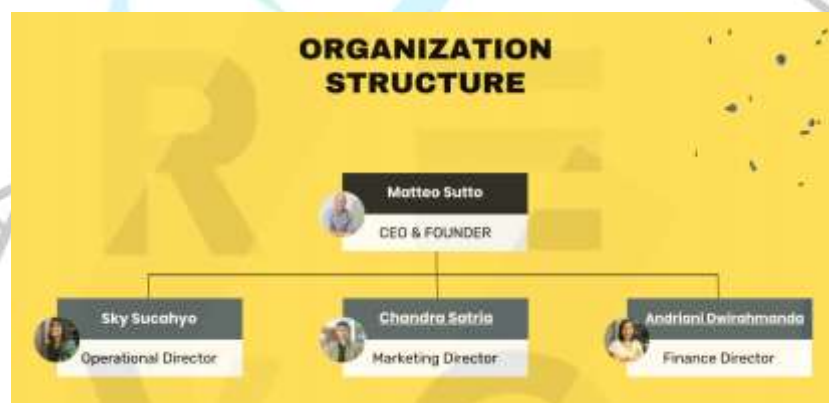 ORGANIZATION
STRUCTURE
Matteo Sutto
CEO & FOUNDER
Sky Sucahyo
Operational Director
Chandra Satria
Marketing Director
Andriani Dwirahmanda
Finance Director